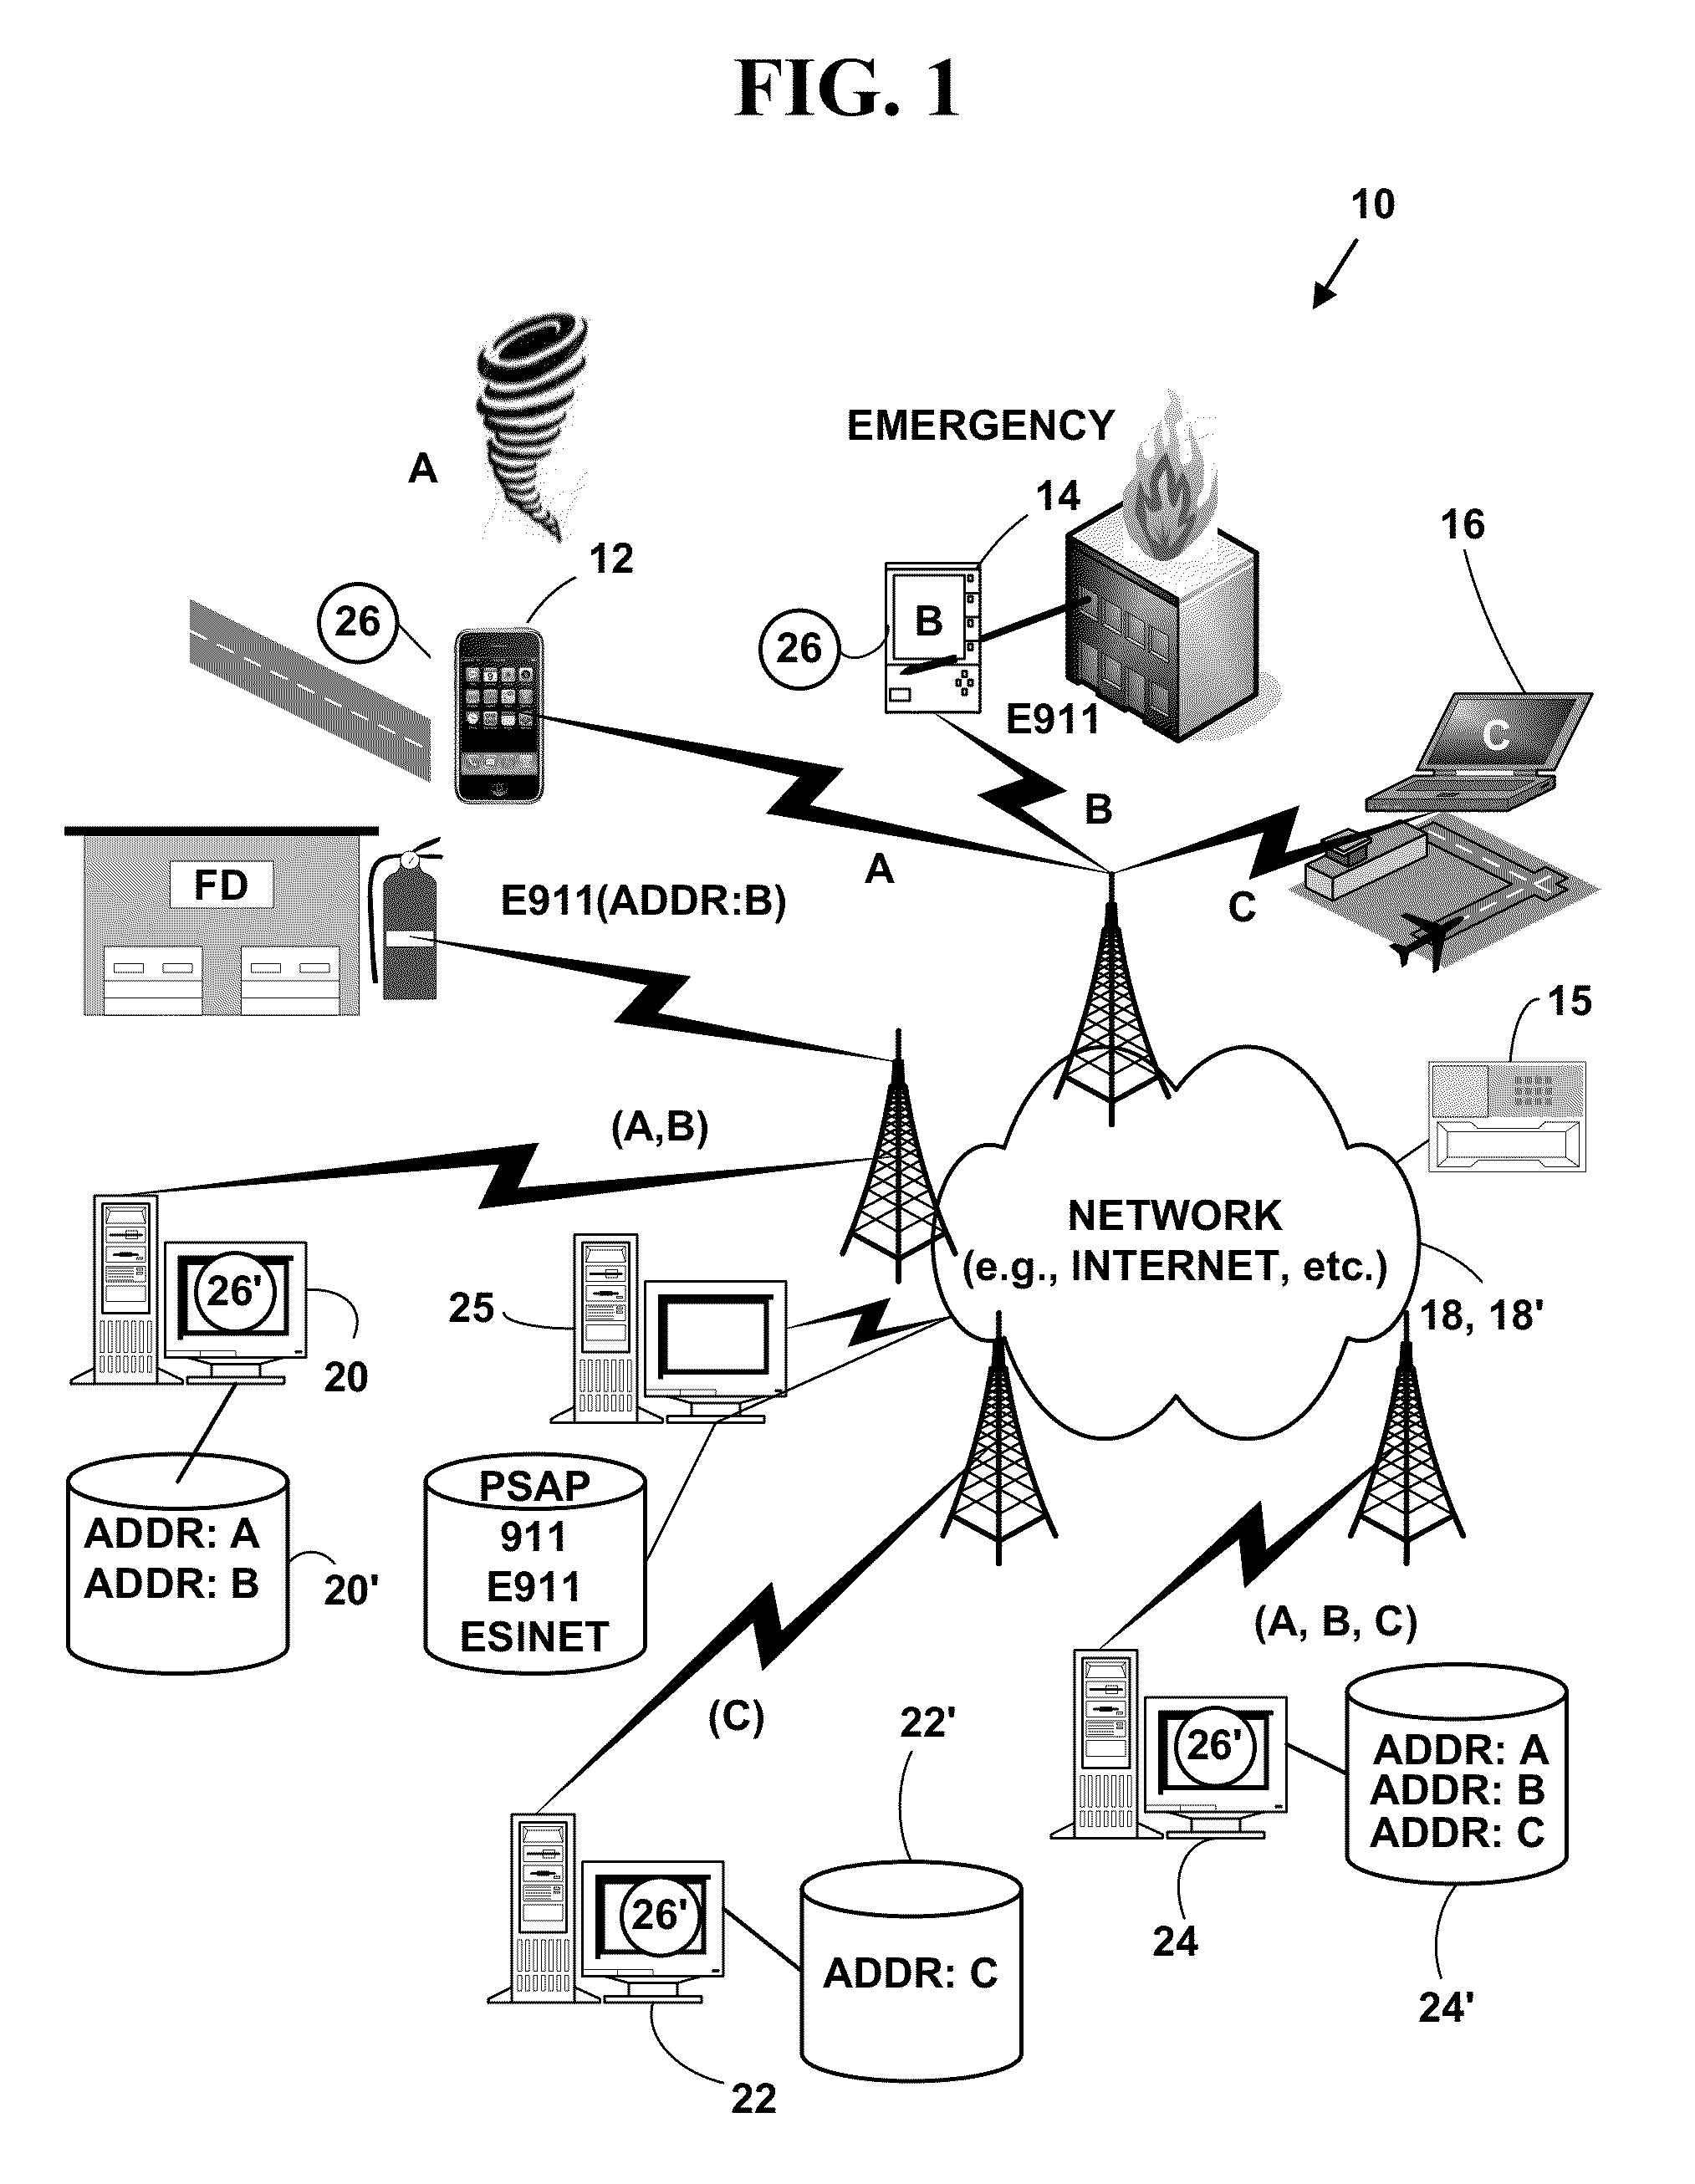 FIG. 1
10
EMERGENCY
A
14
16
12
26
26
B
E911
C
B
A
C
FD
E911(ADDR:B)
15
(A,B)
NETWORK
(e.g., INTERNET, etc.)
26'
25
18, 18'
20
PSAP
911
E911
ESINET
ADDR: A
ADDR: B
20'
(A, B, C)
(C)
22'
26'
ADDR: A
ADDR: B
ADDR: C
26'
24
ADDR: C
24'
22